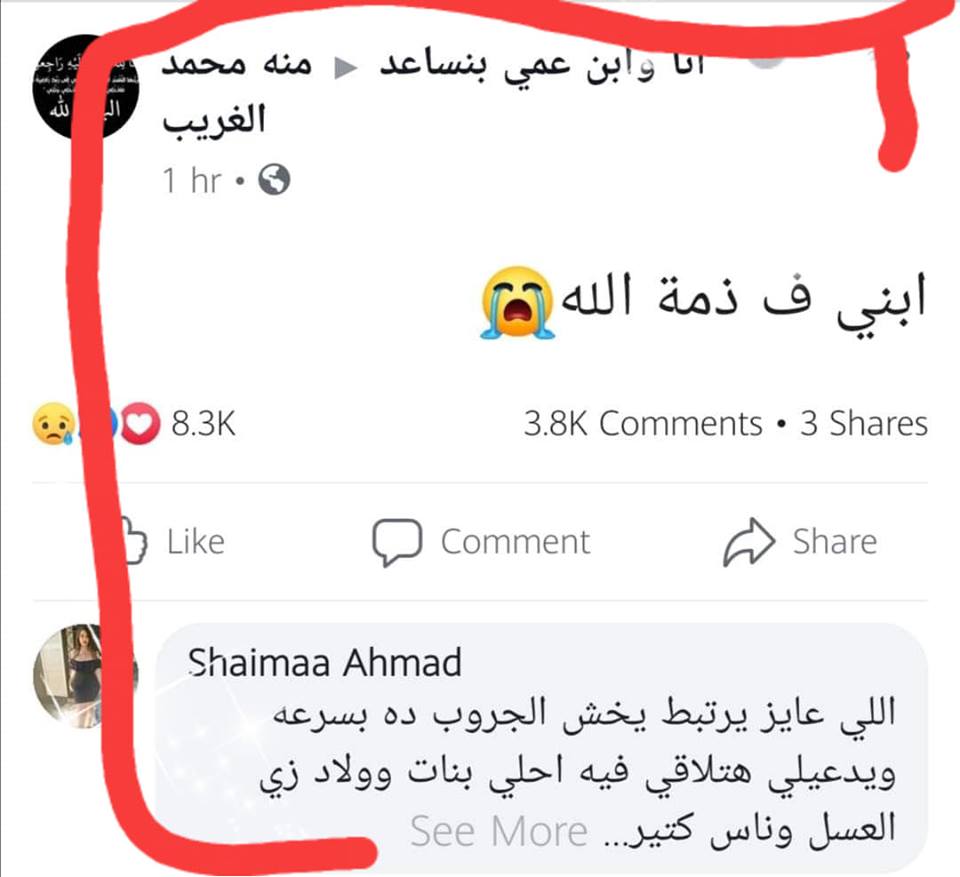 منه محمد ▶ انا وابن عمي بنساعد
الغريب
1 hr •
ابني ف ذمة الله😭
8.3K
3.8K Comments • 3 Shares
Like
Comment
Share
Shaimaa Ahmad
اللي عايز يرتبط يخش الجروب ده بسرعه
ويدعيلي هتلاقي فيه احلي بنات وولاد زي
العسل وناس كتير... See More